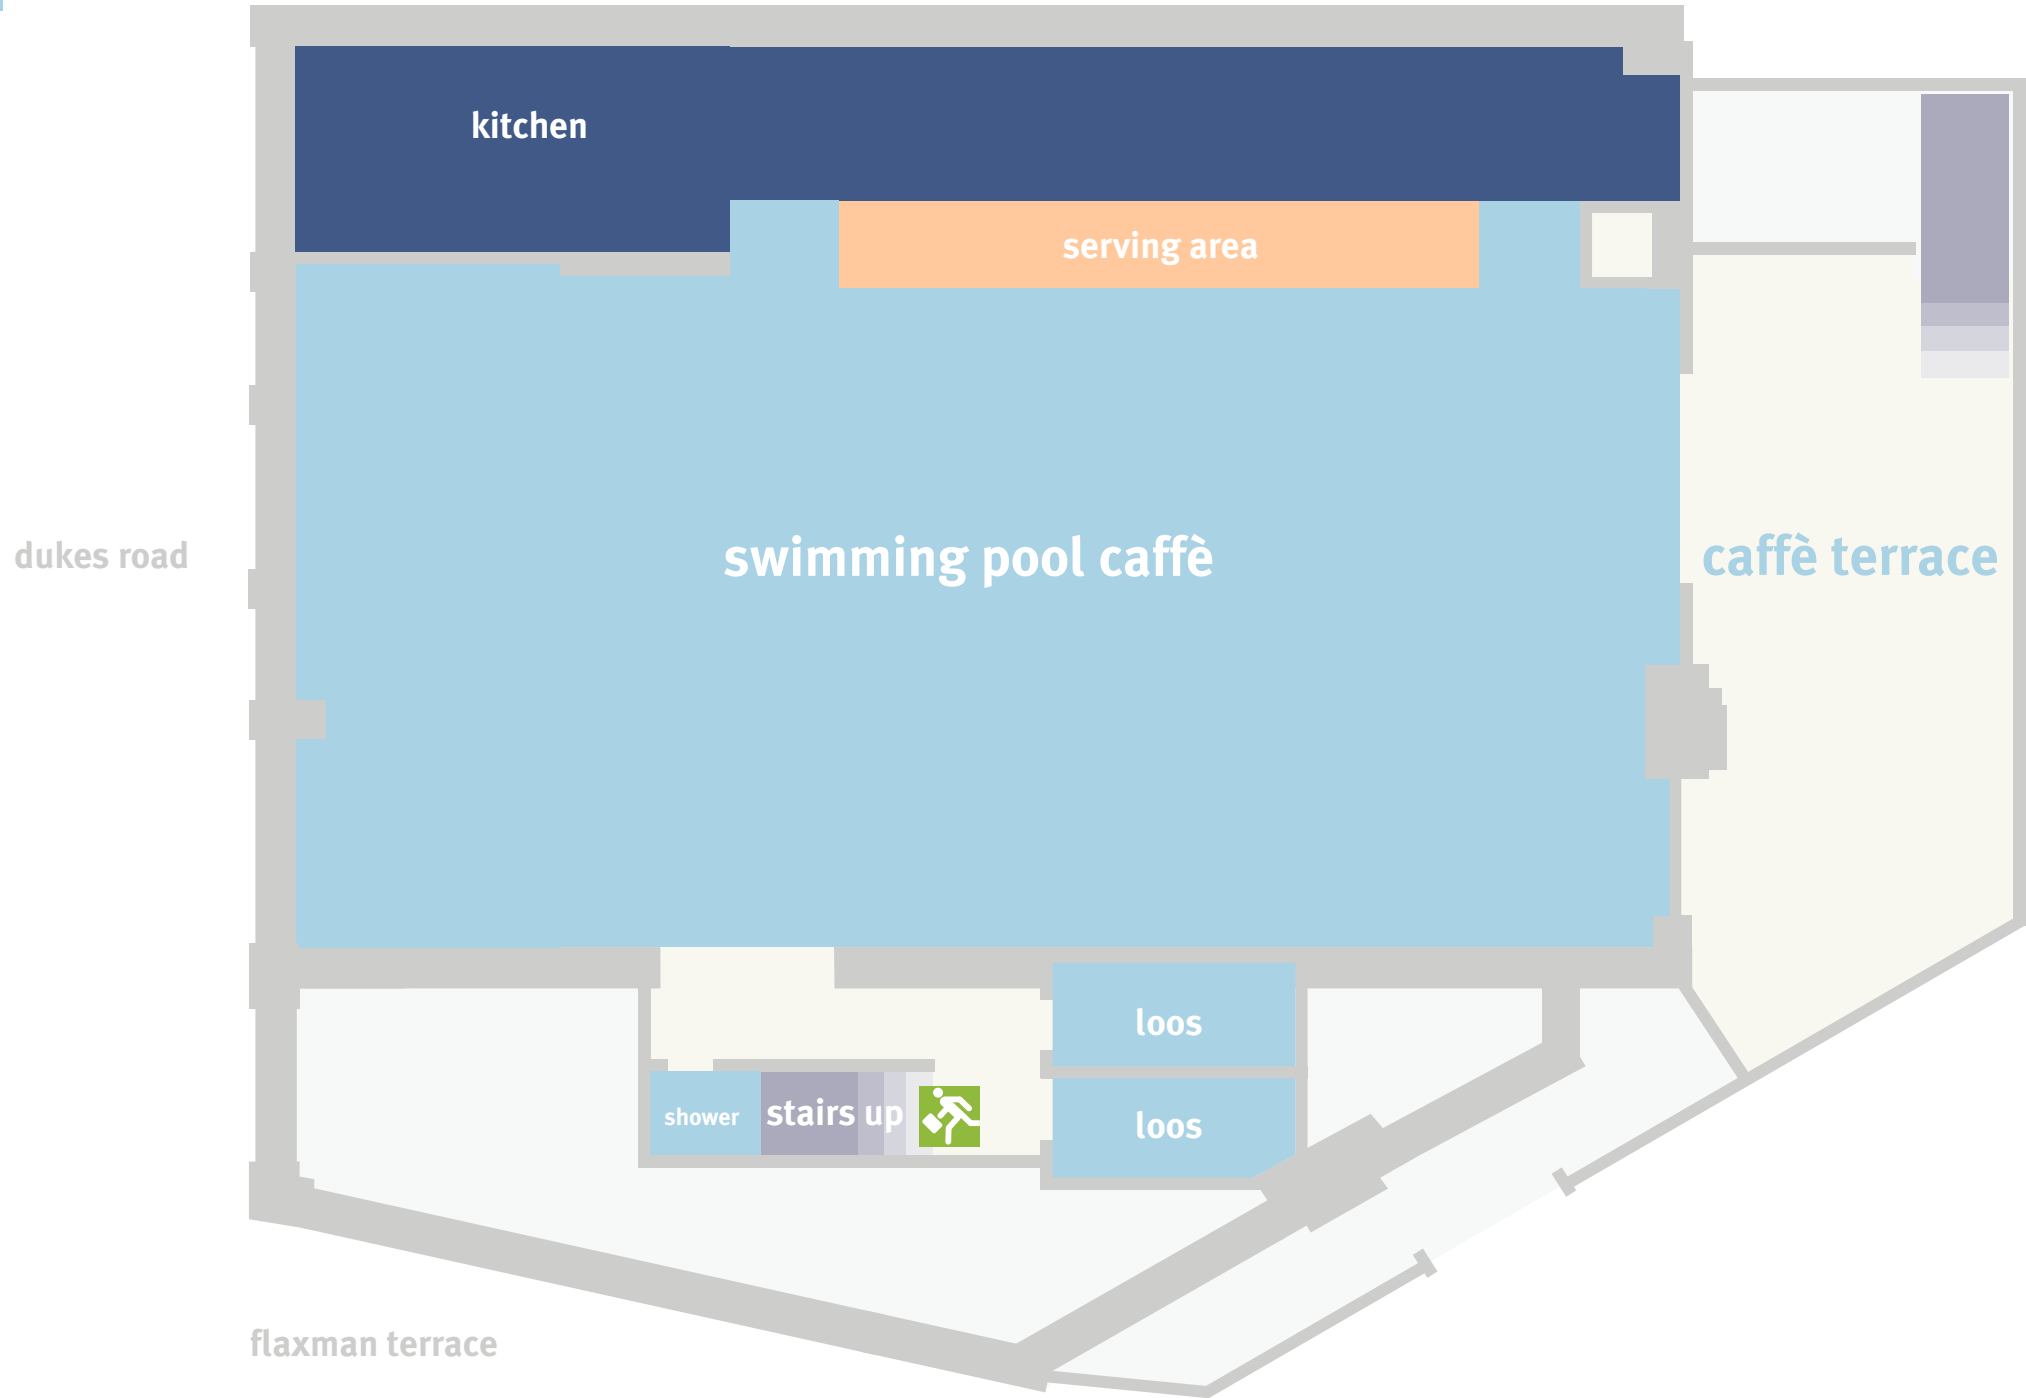 kitchen
serving area
dukes road
swimming pool caffè
caffè terrace
loos
shower
stairs up
loos
flaxman terrace